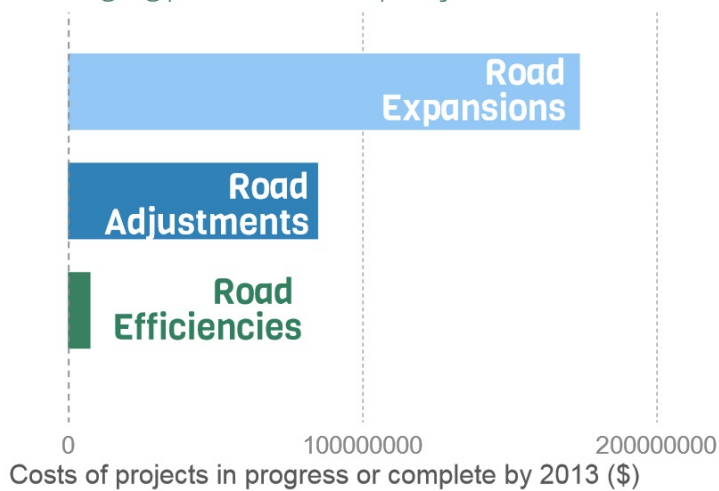 Road
Expansions
Road
Adjustments
Road
Efficiencies
0 100000000 200000000
Costs of projects in progress or complete by 2013 ($)